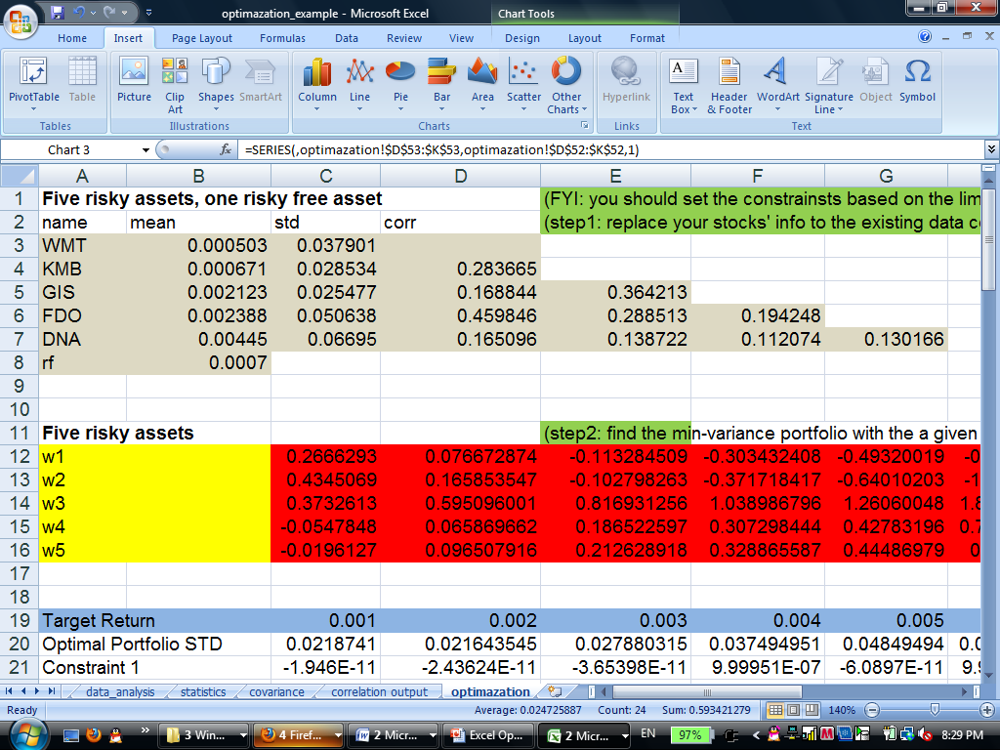 optimazation_example - Microsoft Excel
Chart Tools
Home Insert Page Layout Formulas Data Review View Design Layout Format
PivotTable Table Picture Clip Art Shapes SmartArt Column Line Pie Bar Area Scatter Other Charts Hyperlink Text Box Header & Footer WordArt Signature Line Object Symbol
Tables Illustrations Charts Links Text
Chart 3 fx =SERIES(,optimazation!$D$53:$K$53,optimazation!$D$52:$K$52,1)
A B C D E F G
1 Five risky assets, one risky free asset (FYI: you should set the constrainsts based on the lim
2 name mean std corr (step1: replace your stocks' info to the existing data c
3 WMT 0.000503 0.037901
4 KMB 0.000671 0.028534 0.283665
5 GIS 0.002123 0.025477 0.168844 0.364213
6 FDO 0.002388 0.050638 0.459846 0.288513 0.194248
7 DNA 0.00445 0.06695 0.165096 0.138722 0.112074 0.130166
8 rf 0.0007
9
10
11 Five risky assets (step2: find the min-variance portfolio with the a given
12 w1 0.2666293 0.076672874 -0.113284509 -0.303432408 -0.49320019 -0
13 w2 0.4345069 0.165853547 -0.102798263 -0.371718417 -0.64010203 -1
14 w3 0.3732613 0.595096001 0.816931256 1.038986796 1.26060048 1.8
15 w4 -0.0547848 0.065869662 0.186522597 0.307298444 0.42783196 0.7
16 w5 -0.0196127 0.096507916 0.212628918 0.328865587 0.44486979 0
17
18
19 Target Return 0.001 0.002 0.003 0.004 0.005
20 Optimal Portfolio STD 0.0218741 0.021643545 0.027880315 0.037494951 0.04849494 0.0
21 Constraint 1 -1.946E-11 -2.43624E-11 -3.65398E-11 9.99951E-07 -6.0897E-11 9.9
data_analysis statistics covariance correlation output optimazation
Ready Average: 0.024725887 Count: 24 Sum: 0.593421279 140%
3 Win... 4 Firef... 2 Micr... Excel Op... 2 Micr... EN 97% 8:29 PM